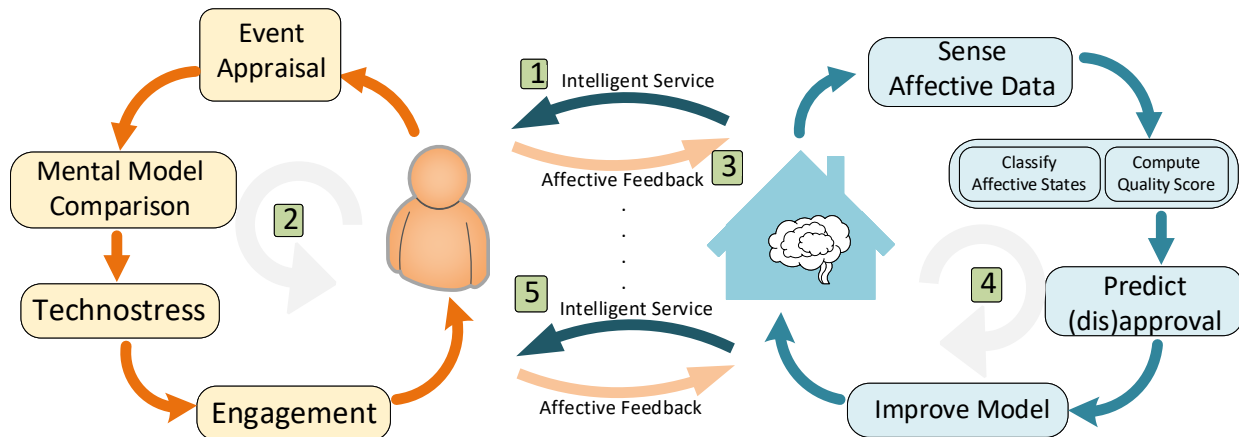 Event
Appraisal
Mental Model
Comparison
Technostress
Engagement
2
1
Intelligent Service
Affective Feedback
3
5
Intelligent Service
Affective Feedback
Sense
Affective Data
Classify
Affective States
Compute
Quality Score
Predict
(dis)approval
Improve Model
4